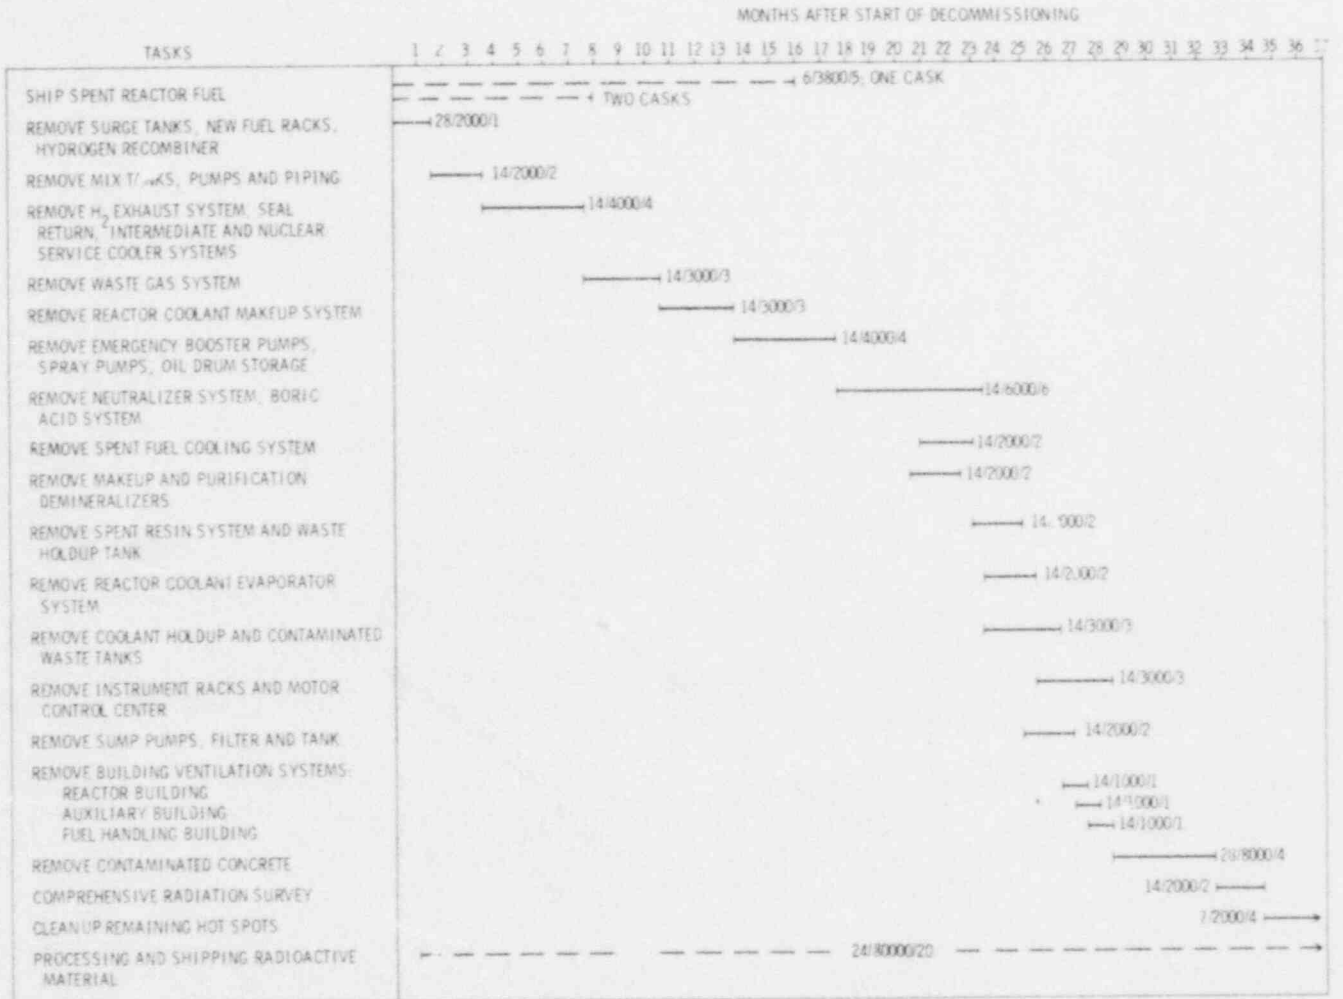 MONTHS AFTER START OF DECOMMISSIONING
TASKS 1 2 3 4 5 6 7 8 9 10 11 12 13 14 15 16 17 18 19 20 21 22 23 24 25 26 27 28 29 30 31 32 33 34 35 36
SHIP SPENT REACTOR FUEL
6/3800/5; ONE CASK
TWO CASKS
REMOVE SURGE TANKS, NEW FUEL RACKS,
HYDROGEN RECOMBINER
28/2000/1
REMOVE MIX PUMPS AND PIPING
14/2000/2
REMOVE H2 EXHAUST SYSTEM, SEAL
RETURN, INTERMEDIATE AND NUCLEAR
SERVICE COOLER SYSTEMS
14/4000/4
REMOVE WASTE GAS SYSTEM
14/3000/3
REMOVE REACTOR COOLANT MAKEUP SYSTEM
14/3000/3
REMOVE EMERGENCY BOOSTER PUMPS,
SPRAY PUMPS, OIL DRUM STORAGE
14/4000/4
REMOVE NEUTRALIZER SYSTEM, BORIC
ACID SYSTEM
14/6000/6
REMOVE SPENT FUEL COOLING SYSTEM
14/2000/2
REMOVE MAKEUP AND PURIFICATION
DEMINERALIZERS
14/2000/2
REMOVE SPENT RESIN SYSTEM AND WASTE
HOLDUP TANK
REMOVE REACTOR COOLANT EVAPORATOR
SYSTEM
REMOVE COOLANT HOLDUP AND CONTAMINATED
WASTE TANKS
14/3000/3
REMOVE INSTRUMENT RACKS AND MOTOR
CONTROL CENTER
14/3000/3
REMOVE SUMP PUMPS, FILTER AND TANK
14/2000/2
REMOVE BUILDING VENTILATION SYSTEMS:
REACTOR BUILDING
14/1000/1
AUXILIARY BUILDING
FUEL HANDLING BUILDING
14/1000/1
REMOVE CONTAMINATED CONCRETE
COMPREHENSIVE RADIATION SURVEY
14/2000/2
CLEAN UP REMAINING HOT SPOTS
7/2000/4
PROCESSING AND SHIPPING RADIOACTIVE
MATERIAL
24/80000/20